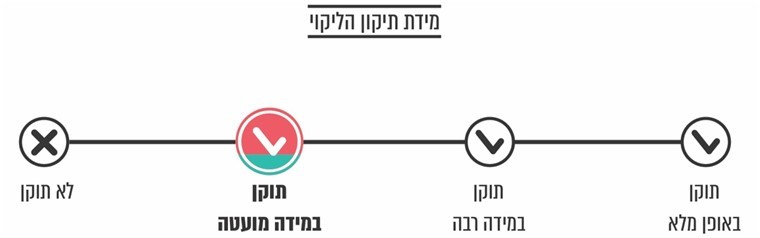 מידת תיקון הליקוי
תוקן
באופן מלא
תוקן
במידה רבה
תוקן
במידה מועטה
לא תוקן